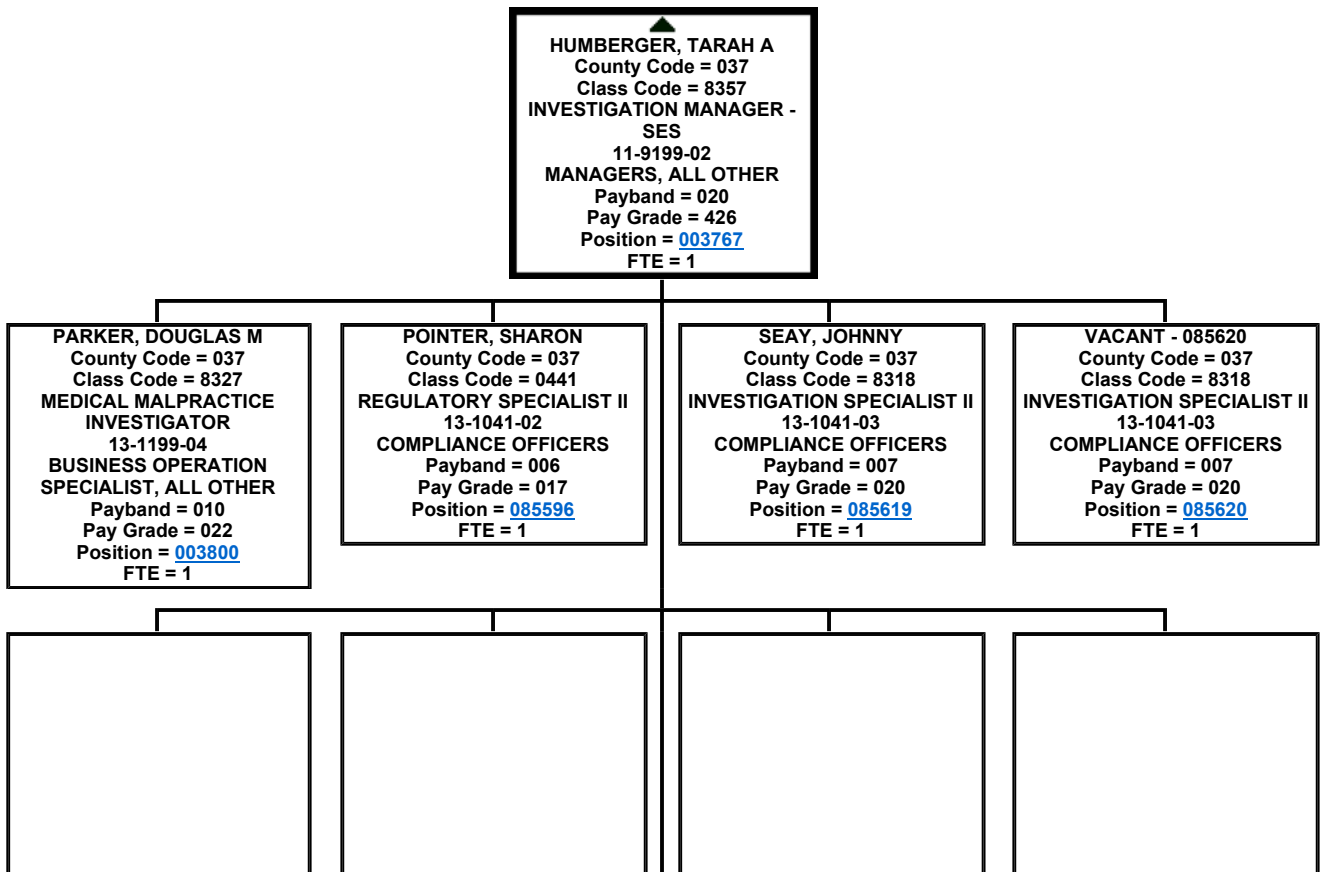 HUMBERGER, TARAH A
County Code = 037
Class Code = 8357
INVESTIGATION MANAGER -
SES
11-9199-02
MANAGERS, ALL OTHER
Payband = 020
Pay Grade = 426
Position = 003767
FTE = 1
PARKER, DOUGLAS M
County Code = 037
Class Code = 8327
MEDICAL MALPRACTICE
INVESTIGATOR
13-1199-04
BUSINESS OPERATION
SPECIALIST, ALL OTHER
Payband = 010
Pay Grade = 022
Position = 003800
FTE = 1
POINTER, SHARON
County Code = 037
Class Code = 0441
REGULATORY SPECIALIST II
13-1041-02
COMPLIANCE OFFICERS
Payband = 006
Pay Grade = 017
Position = 085596
FTE = 1
SEAY, JOHNNY
County Code = 037
Class Code = 8318
INVESTIGATION SPECIALIST II
13-1041-03
COMPLIANCE OFFICERS
Payband = 007
Pay Grade = 020
Position = 085619
FTE = 1
VACANT - 085620
County Code = 037
Class Code = 8318
INVESTIGATION SPECIALIST II
13-1041-03
COMPLIANCE OFFICERS
Payband = 007
Pay Grade = 020
Position = 085620
FTE = 1